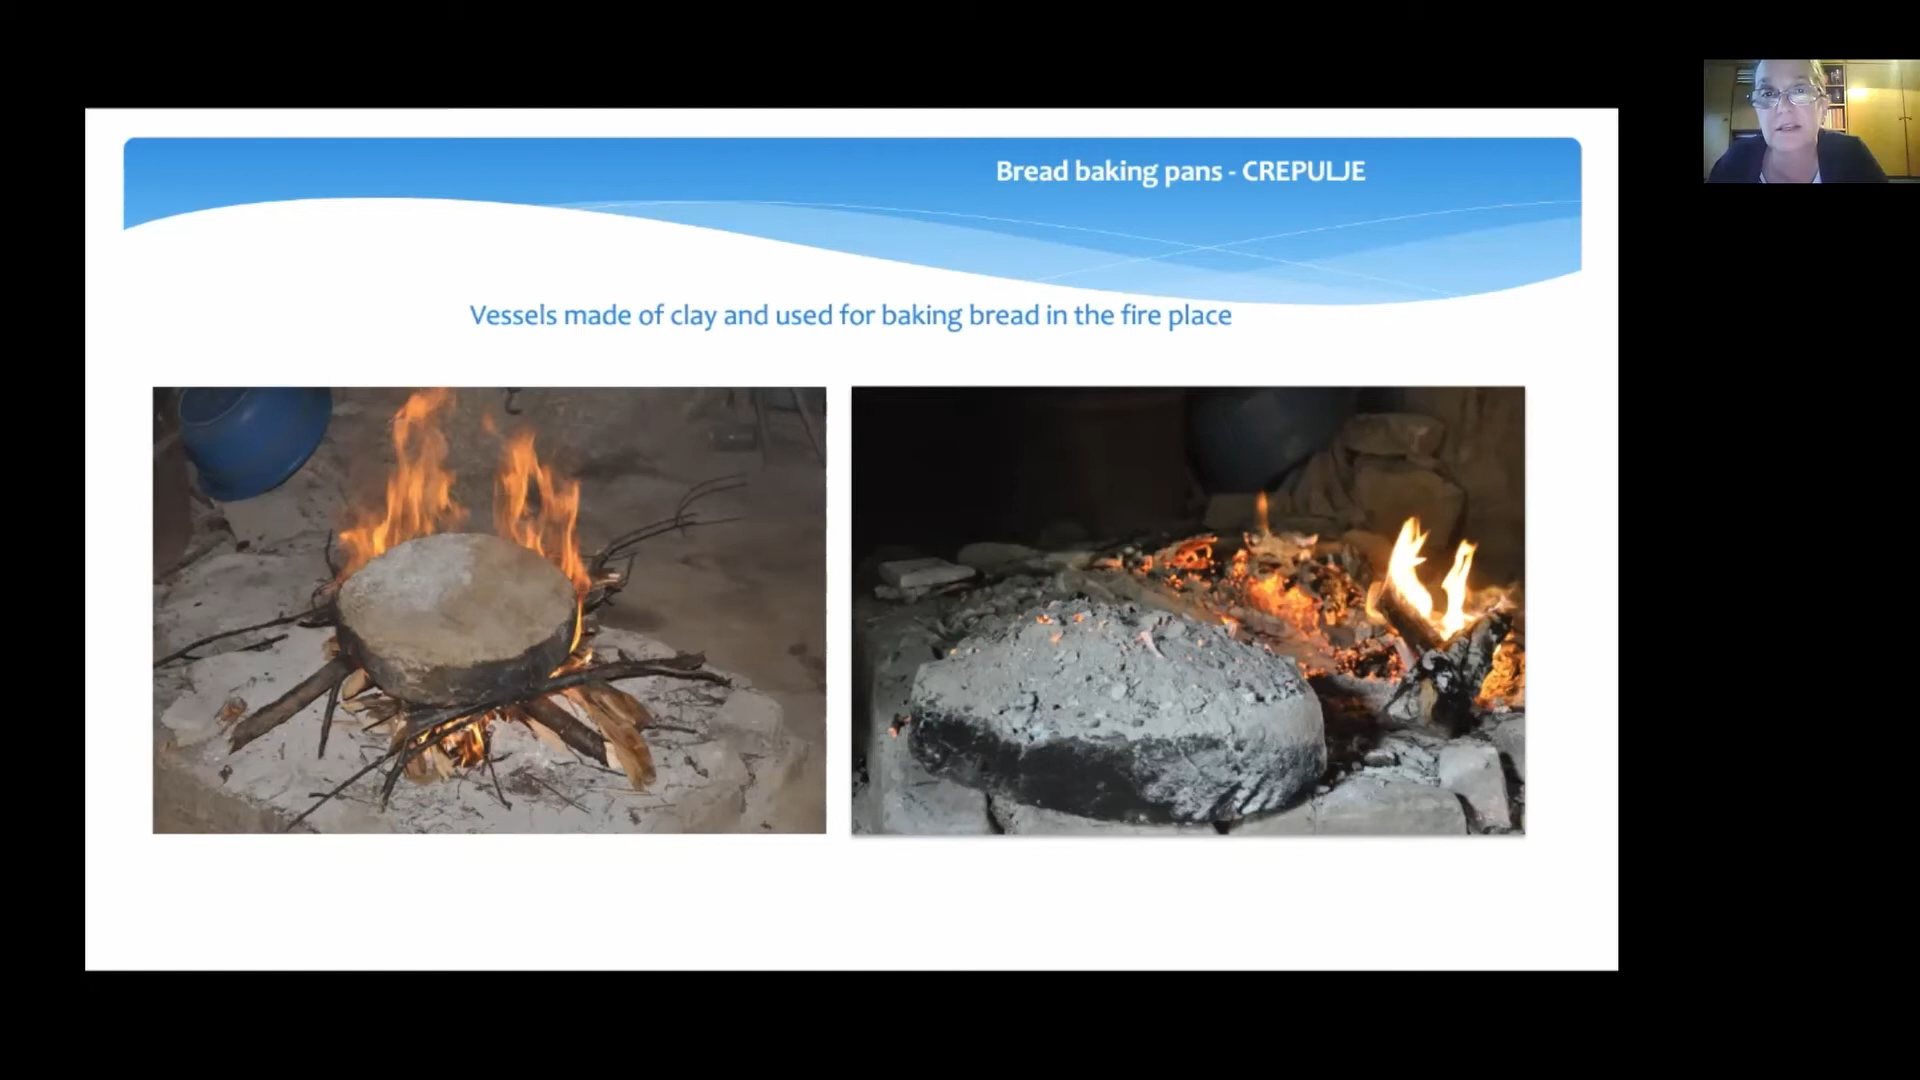 Bread baking pans - CREPULJE
Vessels made of clay and used for baking bread in the fire place